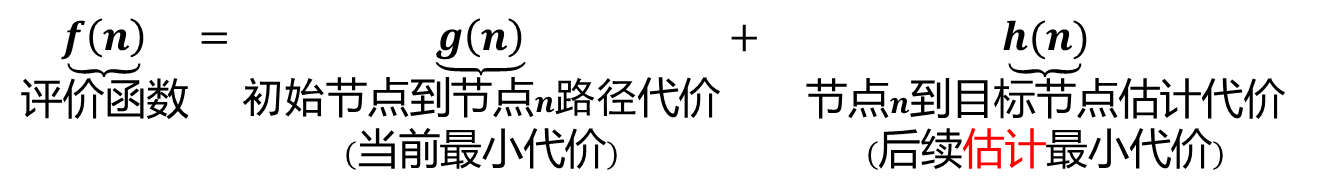 f(n) = g(n) + h(n)
评价函数 初始节点到节点n路径代价 节点n到目标节点估计代价
(当前最小代价) (后续估计最小代价)